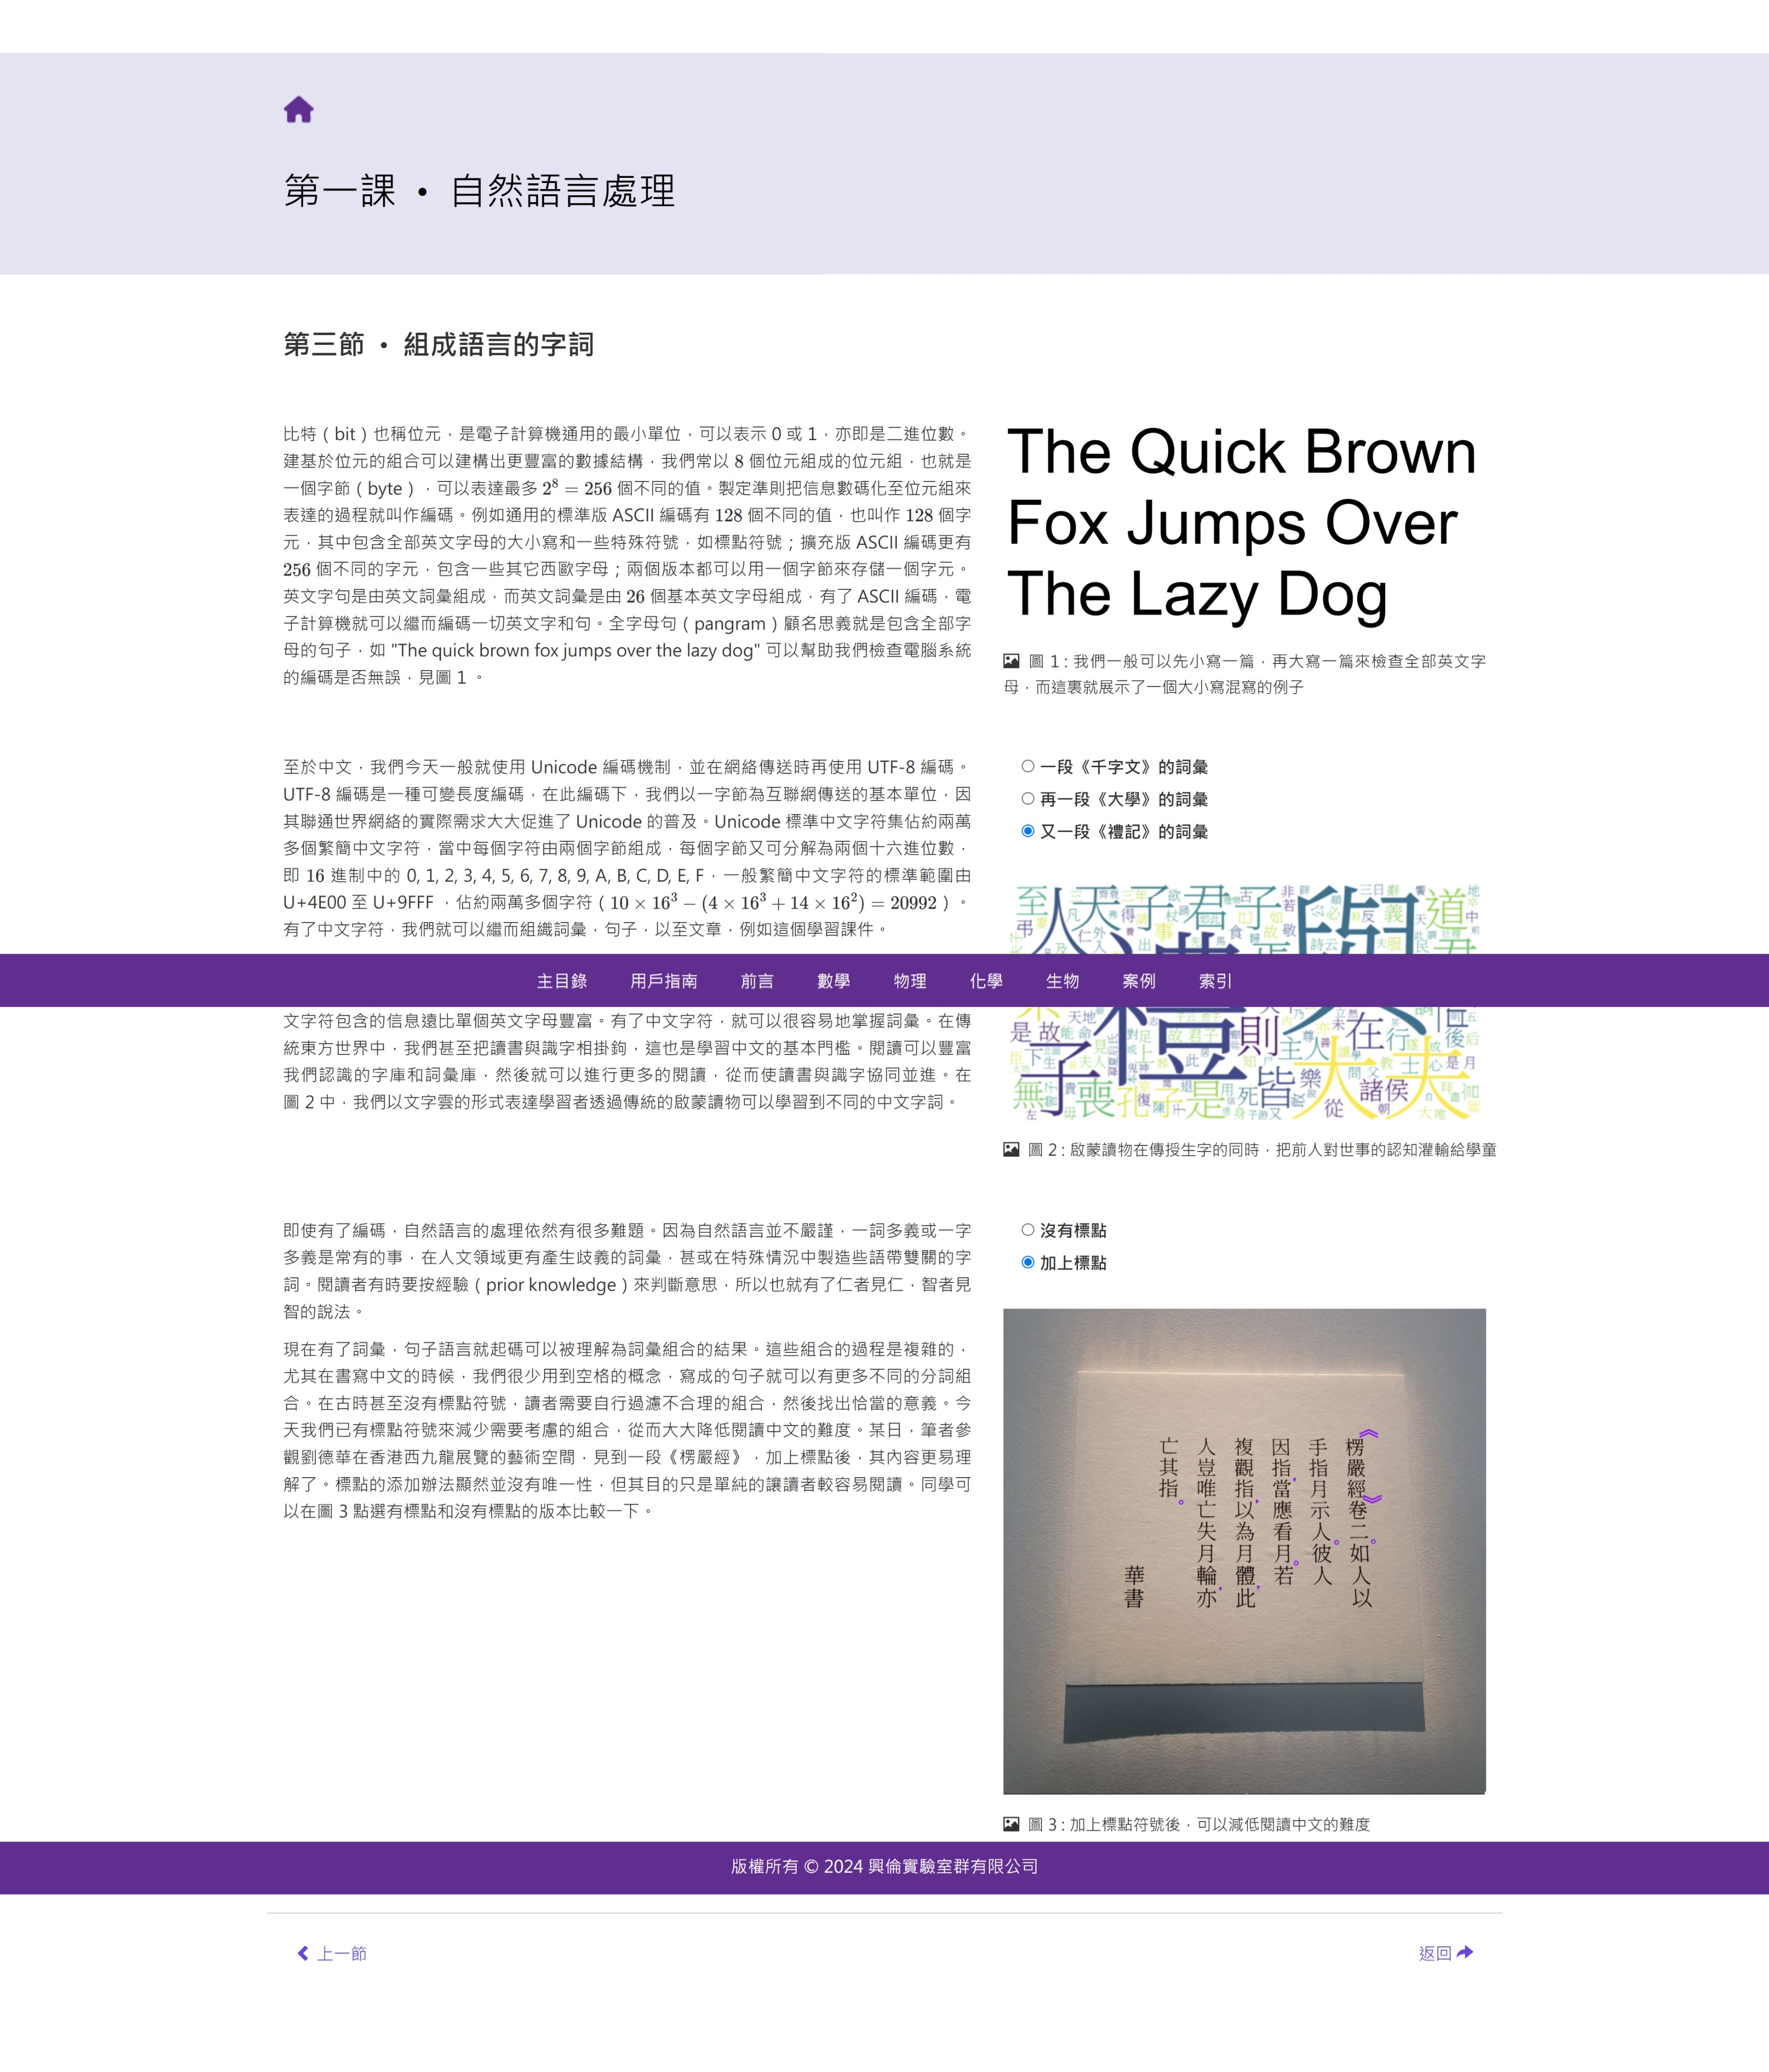 第一課 • 自然語言處理
第三節 • 組成語言的字詞
比特 ( bit ) 也稱位元，是電子計算機通用的最小單位，可以表示 0 或 1，亦即是二進位數。
建基於位元的組合可以建構出更豐富的數據結構，我們常以 8 個位元組成的位元組，也就是
一個字節 ( byte ) ，可以表達最多 2⁸ = 256 個不同的值。製定準則把信息數碼化至位元組來
表達的過程就叫作編碼。例如通用的標準版 ASCII 編碼有 128 個不同的值，也叫作 128 個字
元，其中包含全部英文字母的大小寫和一些特殊符號，如標點符號；擴充版 ASCII 編碼更有
256 個不同的字元，包含一些其它西歐字母；兩個版本都可以用一個字節來存儲一個字元。
英文字句是由英文詞彙組成，而英文詞彙是由 26 個基本英文字母組成，有了 ASCII 編碼，電
子計算機就可以繼而編碼一切英文字和句。全字母句 ( pangram ) 顧名思義就是包含全部字
母的句子，如 "The quick brown fox jumps over the lazy dog" 可以幫助我們檢查電腦系統
的編碼是否無誤，見圖 1 。
The Quick Brown
Fox Jumps Over
The Lazy Dog
圖 1 : 我們一般可以先小寫一篇，再大寫一篇來檢查全部英文字
母，而這裏就展示了一個大小寫混寫的例子
至於中文，我們今天一般就使用 Unicode 編碼機制，並在網絡傳送時再使用 UTF-8 編碼。
UTF-8 編碼是一種可變長度編碼，在此編碼下，我們以一字節為互聯網傳送的基本單位，因
其聯通世界網絡的實際需求大大促進了 Unicode 的普及。Unicode 標準中文字符集佔約兩萬
多個繁簡中文字符，當中每個字符由兩個字節組成，每個字節又可分解為兩個十六進位數，
即 16 進制中的 0, 1, 2, 3, 4, 5, 6, 7, 8, 9, A, B, C, D, E, F，一般繁簡中文字符的標準範圍由
U+4E00 至 U+9FFF ，佔約兩萬多個字符 ( 10 × 16³ − (4 × 16³ + 14 × 16²) = 20992 ) 。
有了中文字符，我們就可以繼而組織詞彙，句子，以至文章，例如這個學習課件。
一段《千字文》的詞彙
再一段《大學》的詞彙
又一段《禮記》的詞彙
至 天子 君子 道
人 禮 與
主目錄 用戶指南 前言 數學 物理 化學 生物 案例 索引
文字符包含的信息遠比單個英文字母豐富。有了中文字符，就可以很容易地掌握詞彙。在傳
統東方世界中，我們甚至把讀書與識字相掛鉤，這也是學習中文的基本門檻。閱讀可以豐富
我們認識的字庫和詞彙庫，然後就可以進行更多的閱讀，從而使讀書與識字協同並進。在
圖 2 中，我們以文字雲的形式表達學習者透過傳統的啟蒙讀物可以學習到不同的中文字詞。
是故 天地 則 在 行 後
子 下 主人 皆 樂 大夫 諸侯
無 喪 孔子 是 死 從
圖 2 : 啟蒙讀物在傳授生字的同時，把前人對世事的認知灌輸給學童
即使有了編碼，自然語言的處理依然有很多難題。因為自然語言並不嚴謹，一詞多義或一字
多義是常有的事，在人文領域更有產生歧義的詞彙，甚或在特殊情況中製造些語帶雙關的字
詞。閱讀者有時要按經驗 ( prior knowledge ) 來判斷意思，所以也就有了仁者見仁，智者見
智的說法。
現在有了詞彙，句子語言就起碼可以被理解為詞彙組合的結果。這些組合的過程是複雜的，
尤其在書寫中文的時候，我們很少用到空格的概念，寫成的句子就可以有更多不同的分詞組
合。在古時甚至沒有標點符號，讀者需要自行過濾不合理的組合，然後找出恰當的意義。今
天我們已有標點符號來減少需要考慮的組合，從而大大降低閱讀中文的難度。某日，筆者參
觀劉德華在香港西九龍展覽的藝術空間，見到一段《楞嚴經》，加上標點後，其內容更易理
解了。標點的添加辦法顯然並沒有唯一性，但其目的只是單純的讓讀者較容易閱讀。同學可
以在圖 3 點選有標點和沒有標點的版本比較一下。
沒有標點
加上標點
《楞嚴經》卷二。如人以
手指月示人。彼人
因指，當應看月。若
複觀指，以為月體，此
人豈唯亡失月輪，亦
亡其指。
華書
圖 3 : 加上標點符號後，可以減低閱讀中文的難度
版權所有 © 2024 興倫實驗室群有限公司
上一節
返回